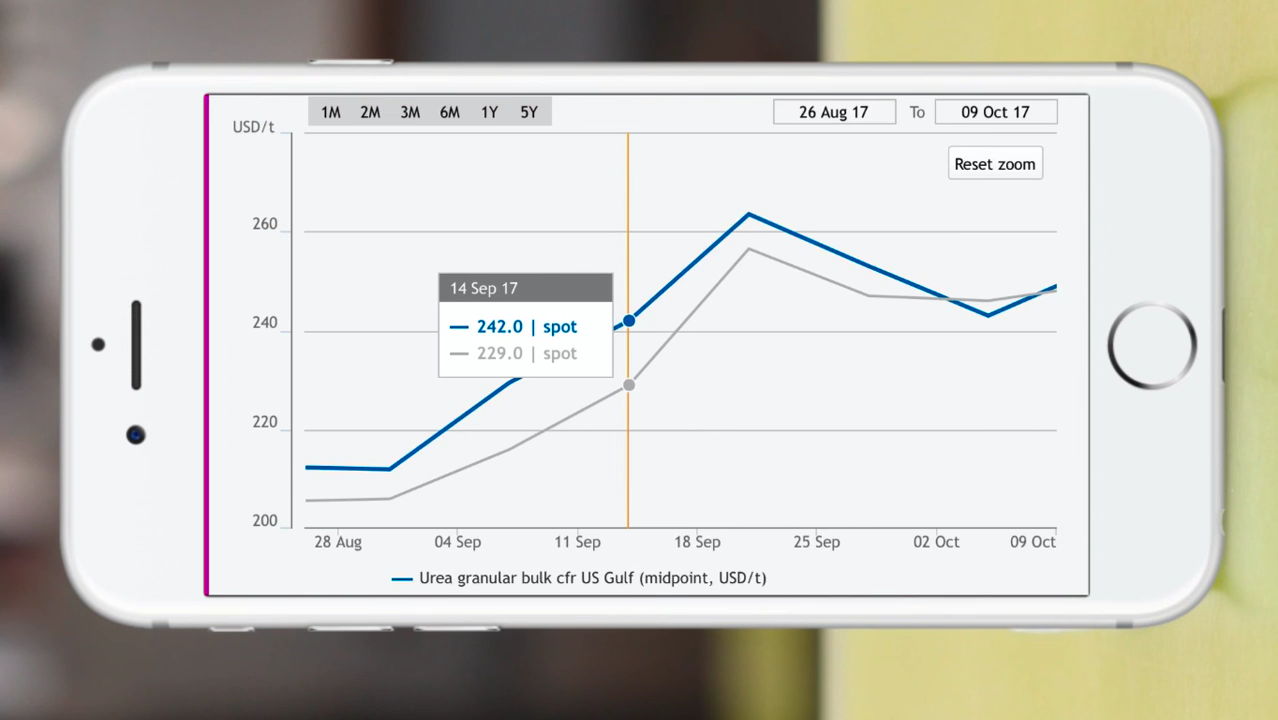 1M 2M 3M 6M 1Y 5Y
26 Aug 17 To 09 Oct 17
USD/t
Reset zoom
260
14 Sep 17
242.0 | spot
240
229.0 | spot
220
200
28 Aug 04 Sep 11 Sep 18 Sep 25 Sep 02 Oct 09 Oct
Urea granular bulk cfr US Gulf (midpoint, USD/t)